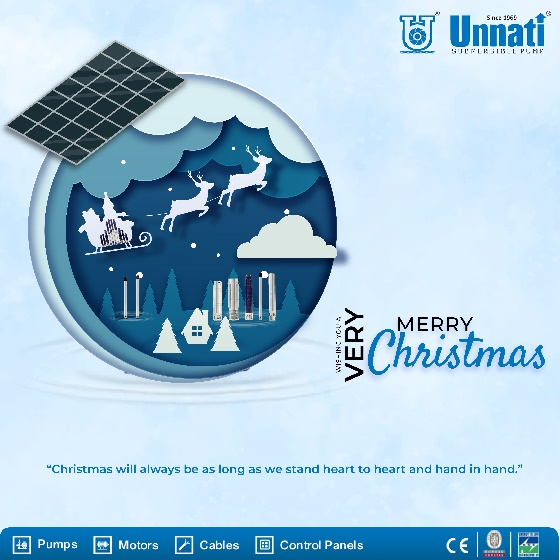 Since 1969
Unnati
SUBMERSIBLE PUMP
WISHING YOU A
VERY
MERRY
Christmas
“Christmas will always be as long as we stand heart to heart and hand in hand.”
Pumps
Motors
Cables
Control Panels
CE